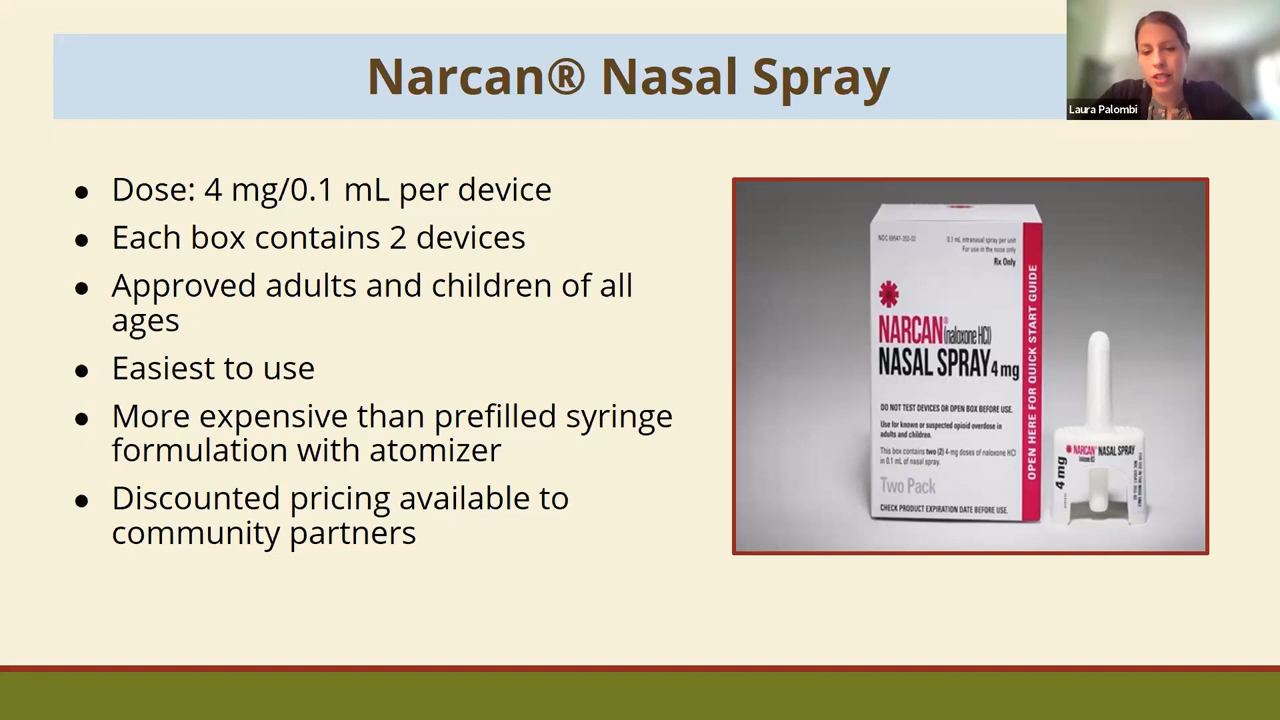 Narcan® Nasal Spray
Laura Palombi
● Dose: 4 mg/0.1 mL per device
● Each box contains 2 devices
● Approved adults and children of all
ages
● Easiest to use
● More expensive than prefilled syringe
formulation with atomizer
● Discounted pricing available to
community partners
0.1 mL intranasal spray per unit
For use in the nose only
Rx Only
NARCAN® (naloxone HCl)
NASAL SPRAY 4 mg
DO NOT TEST DEVICES OR OPEN BOX BEFORE USE.
Use for known or suspected opioid overdose in
adults and children.
This box contains two (2) 4-mg doses of naloxone HCl
in 0.1 mL of nasal spray.
Two Pack
CHECK PRODUCT EXPIRATION DATE BEFORE USE.
OPEN HERE FOR QUICK START GUIDE
NARCAN® NASAL SPRAY
(naloxone HCl)
4 mg